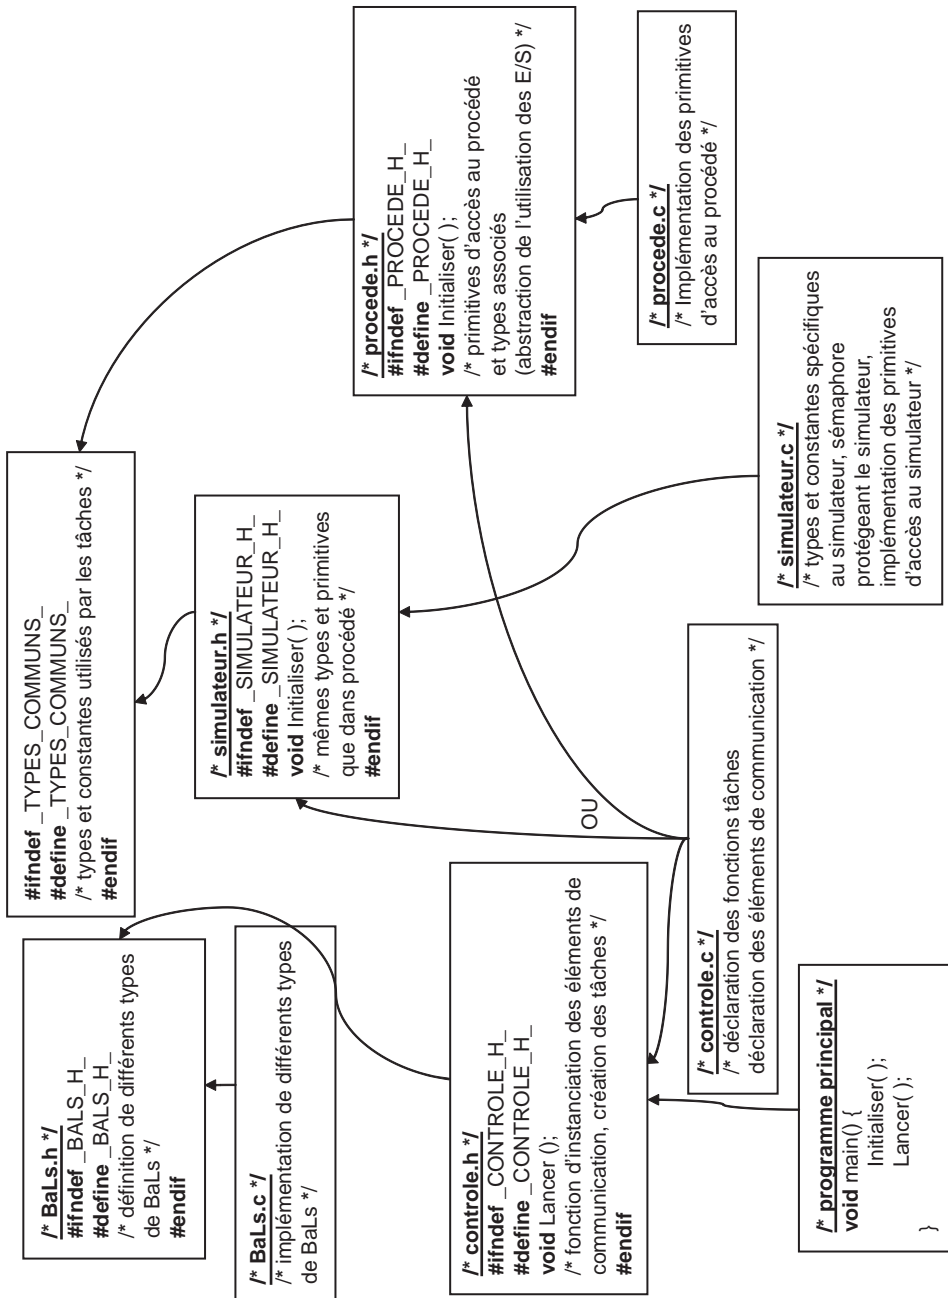 /* BaLs.h */
#ifndef _BALS_H_
#define _BALS_H_
/* définition de différents types
de BaLs */
#endif
/* BaLs.c */
/* implémentation de différents types
de BaLs */
#ifndef _TYPES_COMMUNS_
#define _TYPES_COMMUNS_
/* types et constantes utilisés par les tâches */
#endif
/* simulateur.h */
#ifndef _SIMULATEUR_H_
#define _SIMULATEUR_H_
void Initialiser( );
/* mêmes types et primitives
que dans procédé */
#endif
/* procede.h */
#ifndef _PROCEDE_H_
#define _PROCEDE_H_
void Initialiser( );
/* primitives d'accès au procédé
et types associés
(abstraction de l'utilisation des E/S) */
#endif
/* controle.h */
#ifndef _CONTROLE_H_
#define _CONTROLE_H_
void Lancer ();
/* fonction d'instanciation des éléments de
communication, création des tâches */
#endif
OU
/* procede.c */
/* Implémentation des primitives
d'accès au procédé */
/* controle.c */
/* déclaration des fonctions tâches
déclaration des éléments de communication */
/* simulateur.c */
/* types et constantes spécifiques
au simulateur, sémaphore
protégeant le simulateur,
implémentation des primitives
d'accès au simulateur */
/* programme principal */
void main() {
Initialiser( );
Lancer( );
}